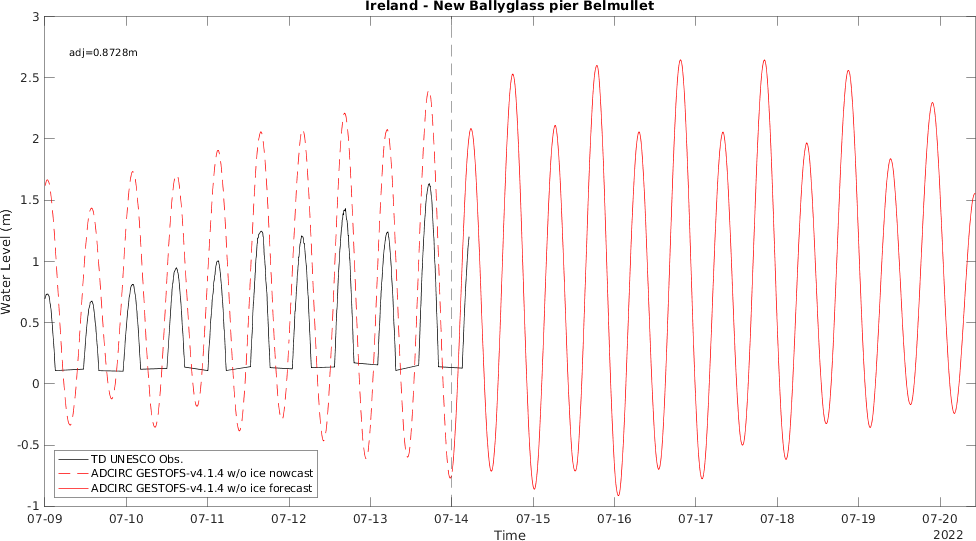 Ireland - New Ballyglass pier Belmullet
adj=0.8728m
Water Level (m)
3
2.5
2
1.5
1
0.5
0
-0.5
-1
TD UNESCO Obs.
ADCIRC GESTOFS-v4.1.4 w/o ice nowcast
ADCIRC GESTOFS-v4.1.4 w/o ice forecast
07-09 07-10 07-11 07-12 07-13 07-14 07-15 07-16 07-17 07-18 07-19 07-20
2022
Time